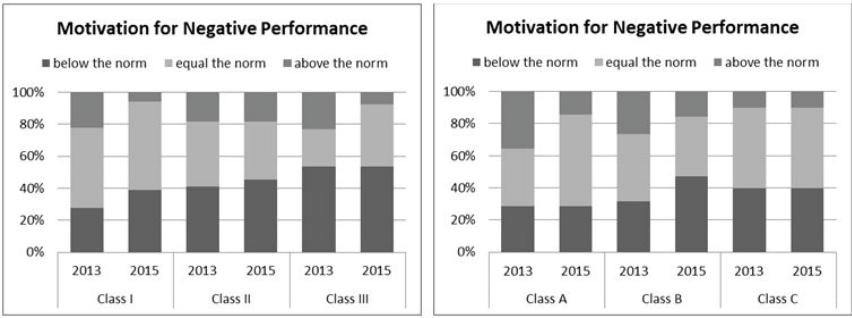 Motivation for Negative Performance
below the norm equal the norm above the norm
100%
80%
60%
40%
20%
0%
2013 2015 2013 2015 2013 2015
Class I Class II Class III
Motivation for Negative Performance
below the norm equal the norm above the norm
100%
80%
60%
40%
20%
0%
2013 2015 2013 2015 2013 2015
Class A Class B Class C